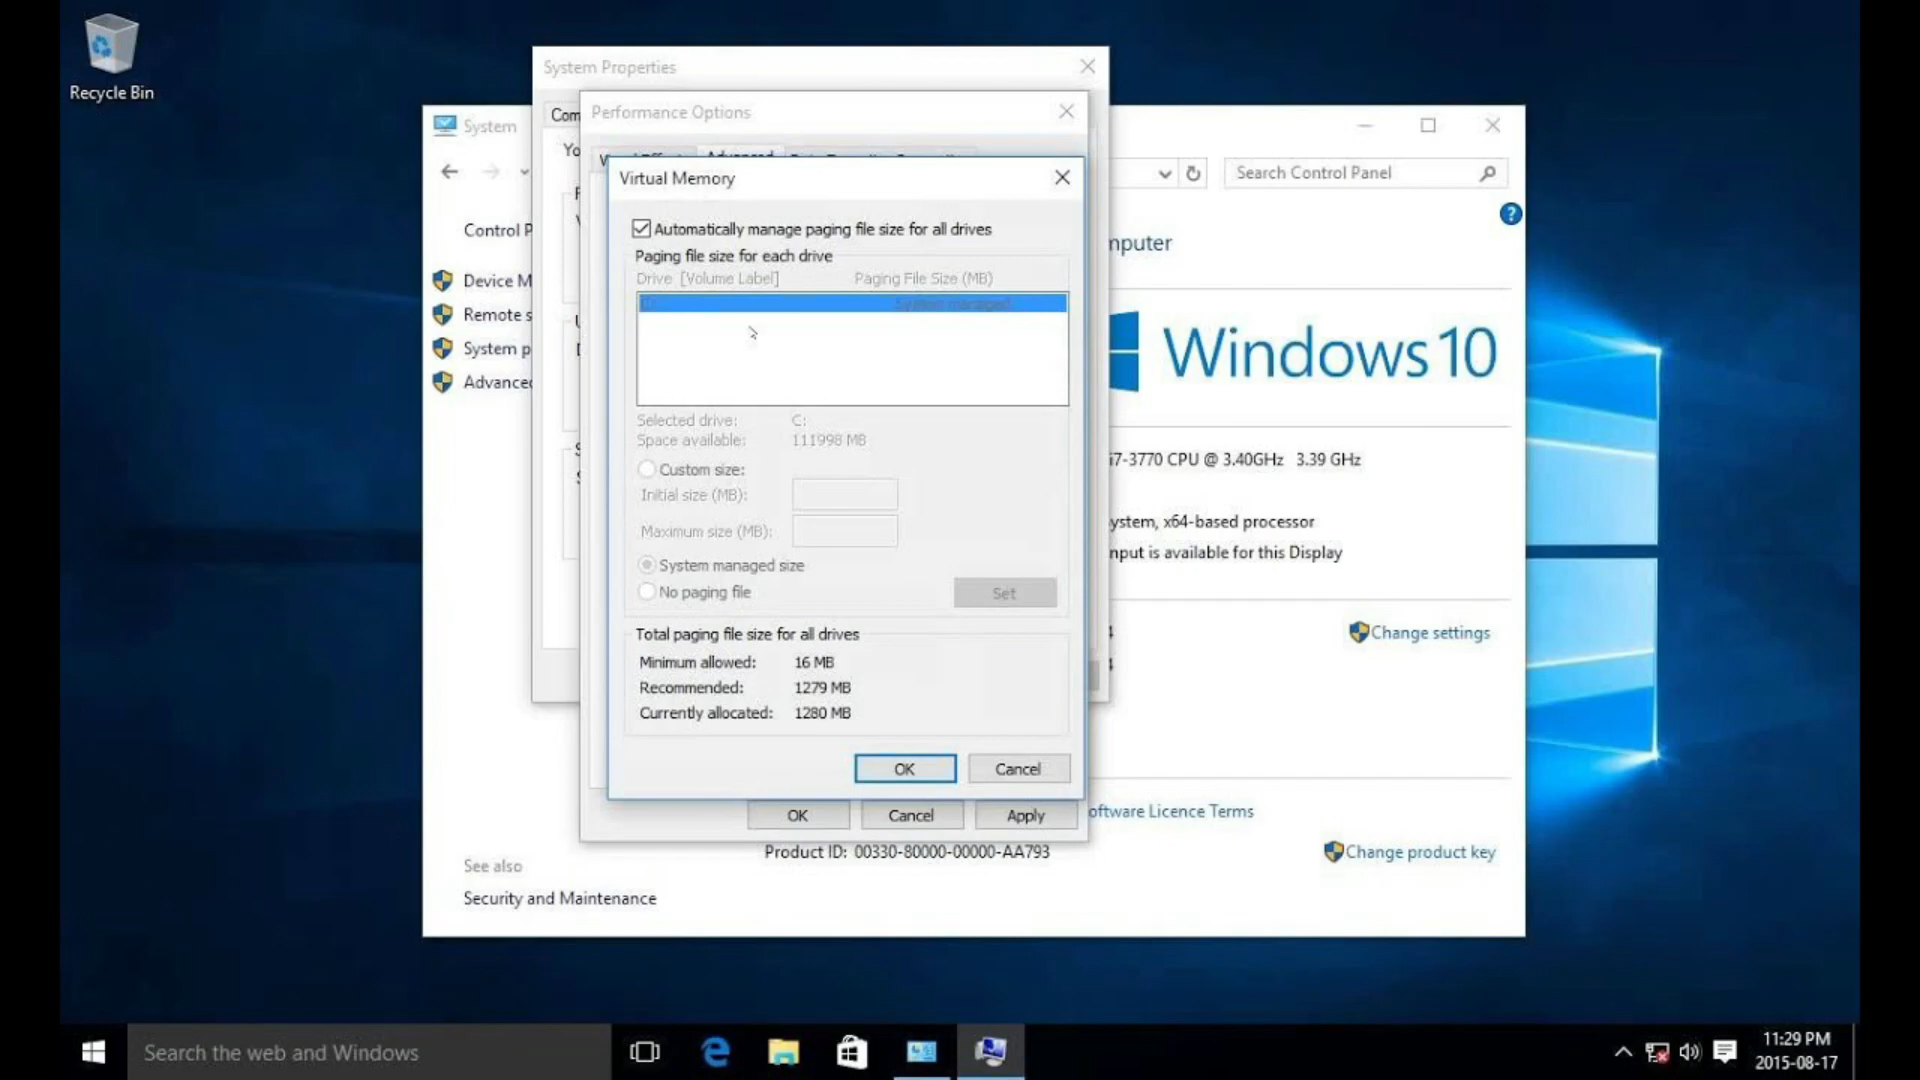 Recycle Bin
System Properties
Com
Performance Options
System
Advanced
Yo
Virtual Memory
Search Control Panel
Automatically manage paging file size for all drives
Control P
mputer
Paging file size for each drive
Drive [Volume Label]
Paging File Size (MB)
Device M
System managed
Remote s
System p
Windows 10
Advanced
Selected drive:
C:
Space available:
111998 MB
i7-3770 CPU @ 3.40GHz 3.39 GHz
Custom size:
Initial size (MB):
ystem, x64-based processor
Maximum size (MB):
nput is available for this Display
System managed size
No paging file
Set
Total paging file size for all drives
Change settings
Minimum allowed:
16 MB
Recommended:
1279 MB
Currently allocated:
1280 MB
OK
Cancel
OK
Cancel
Apply
oftware Licence Terms
Product ID: 00330-80000-00000-AA793
Change product key
See also
Security and Maintenance
Search the web and Windows
11:29 PM
2015-08-17